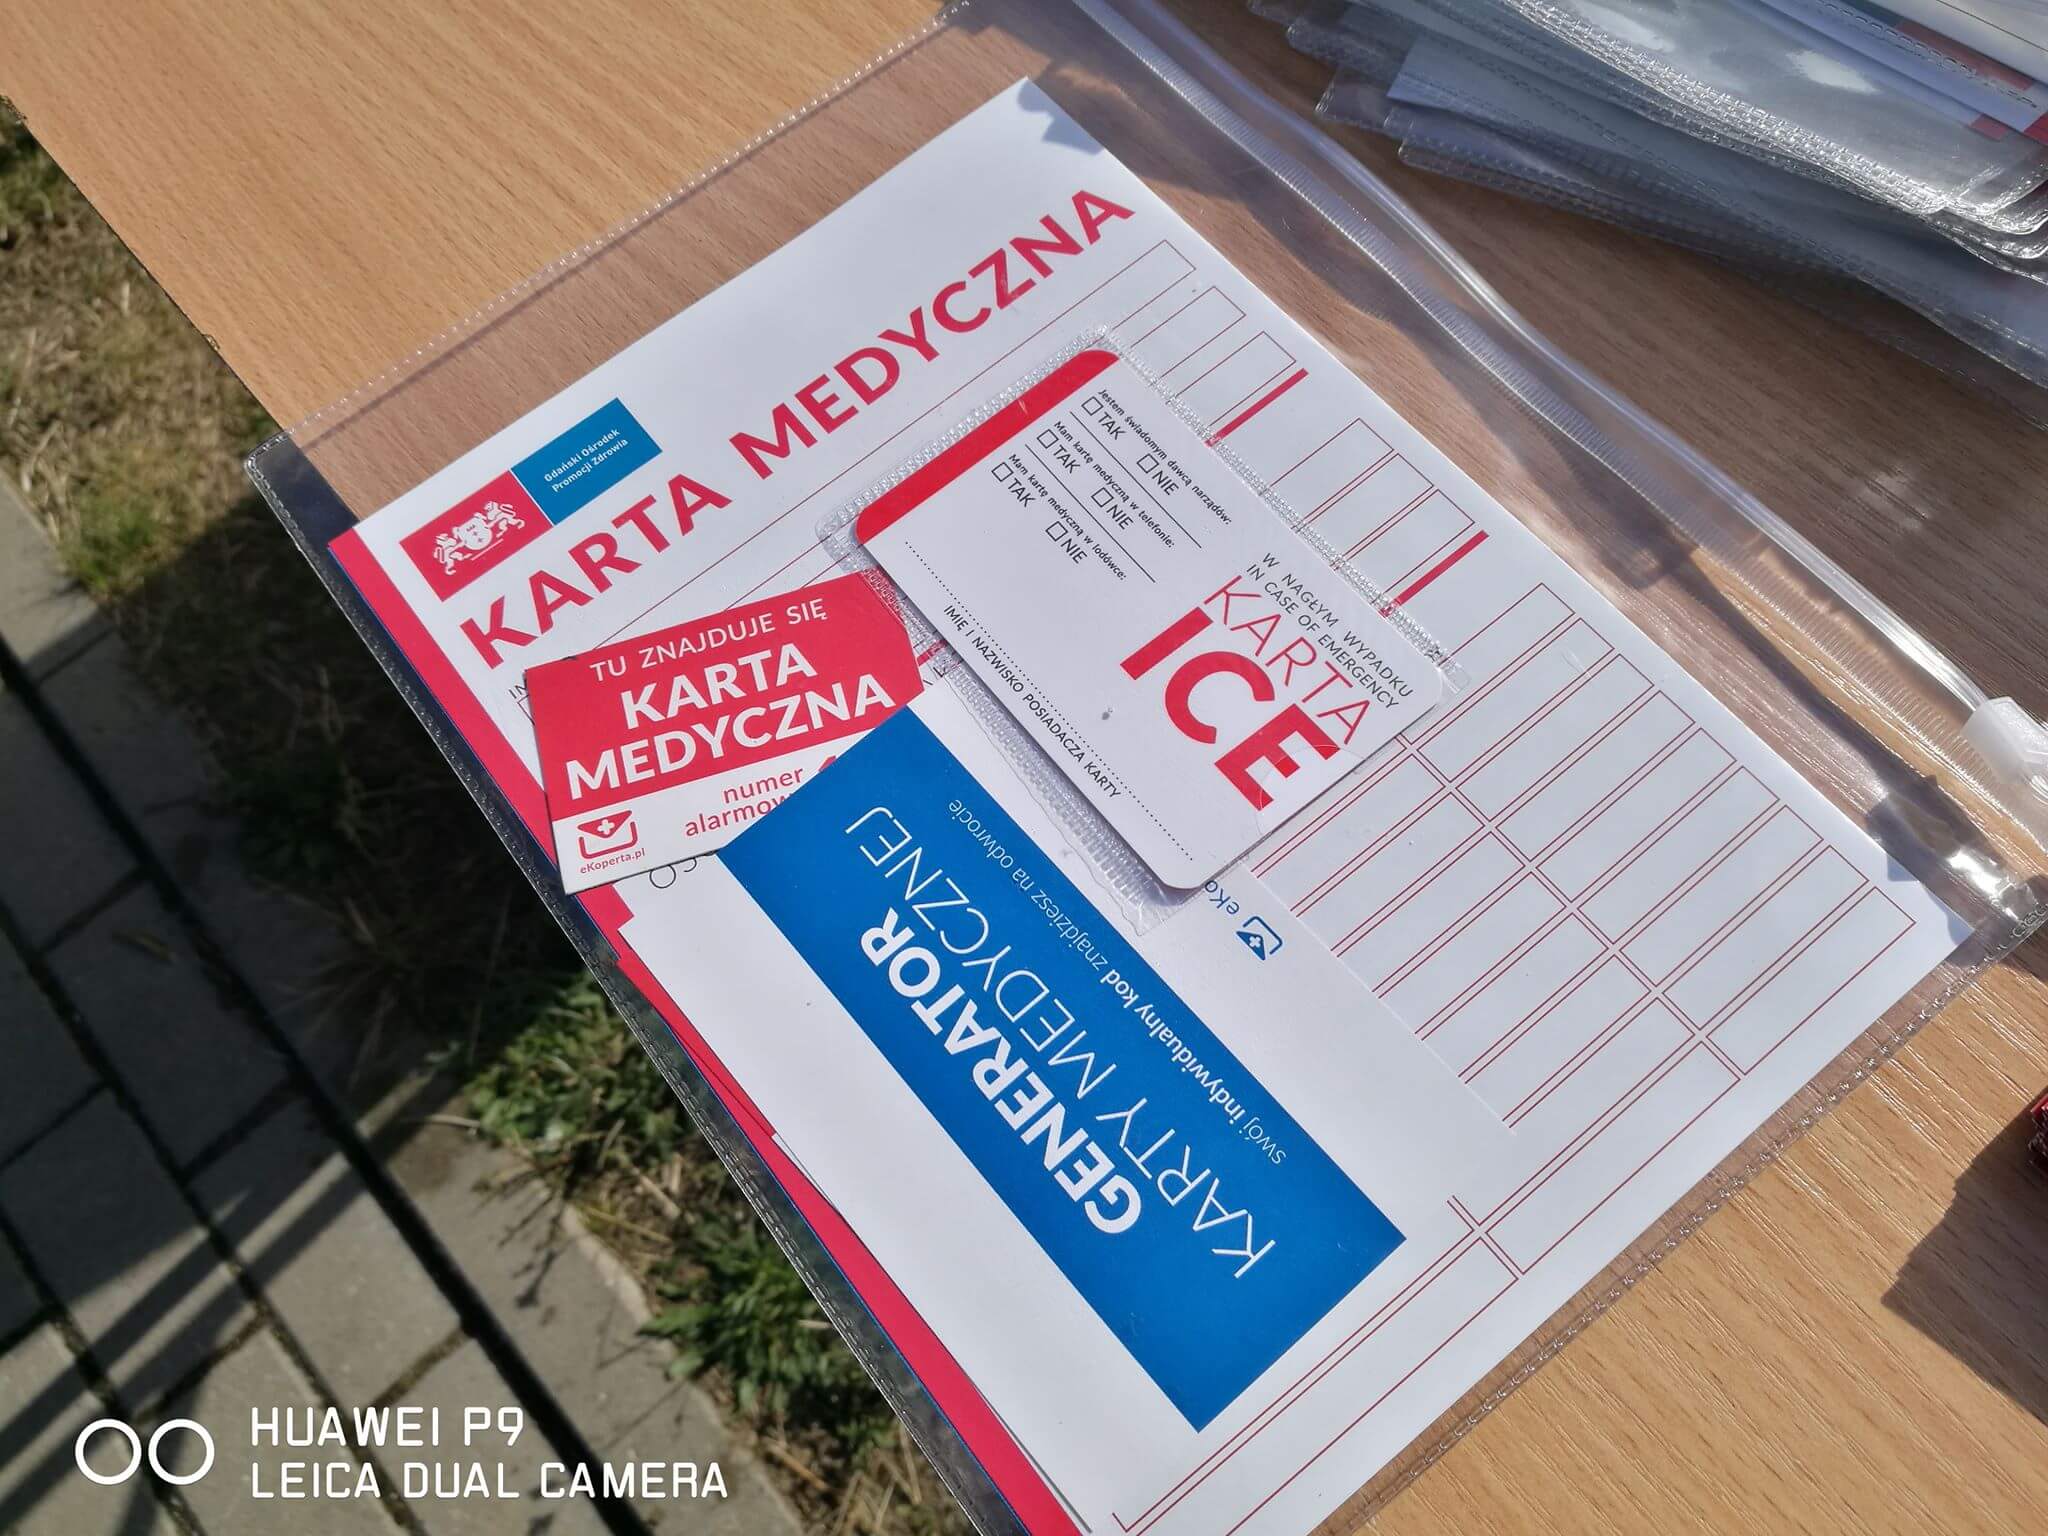 Gdański Ośrodek
Promocji Zdrowia
KARTA MEDYCZNA
TU ZNAJDUJE SIĘ
KARTA
MEDYCZNA
numer
eKoperta.pl
Jestem świadomym dawcą narządów:
TAK NIE
Mam kartę medyczną w telefonie:
TAK NIE
Mam kartę medyczną w lodówce:
TAK NIE
IMIĘ I NAZWISKO POSIADACZA KARTY
W NAGŁYM WYPADKU
IN CASE OF EMERGENCY
KARTA
ICE
GENERATOR
KARTY MEDYCZNEJ
swój indywidualny kod znajdziesz na odwrocie
HUAWEI P9
LEICA DUAL CAMERA